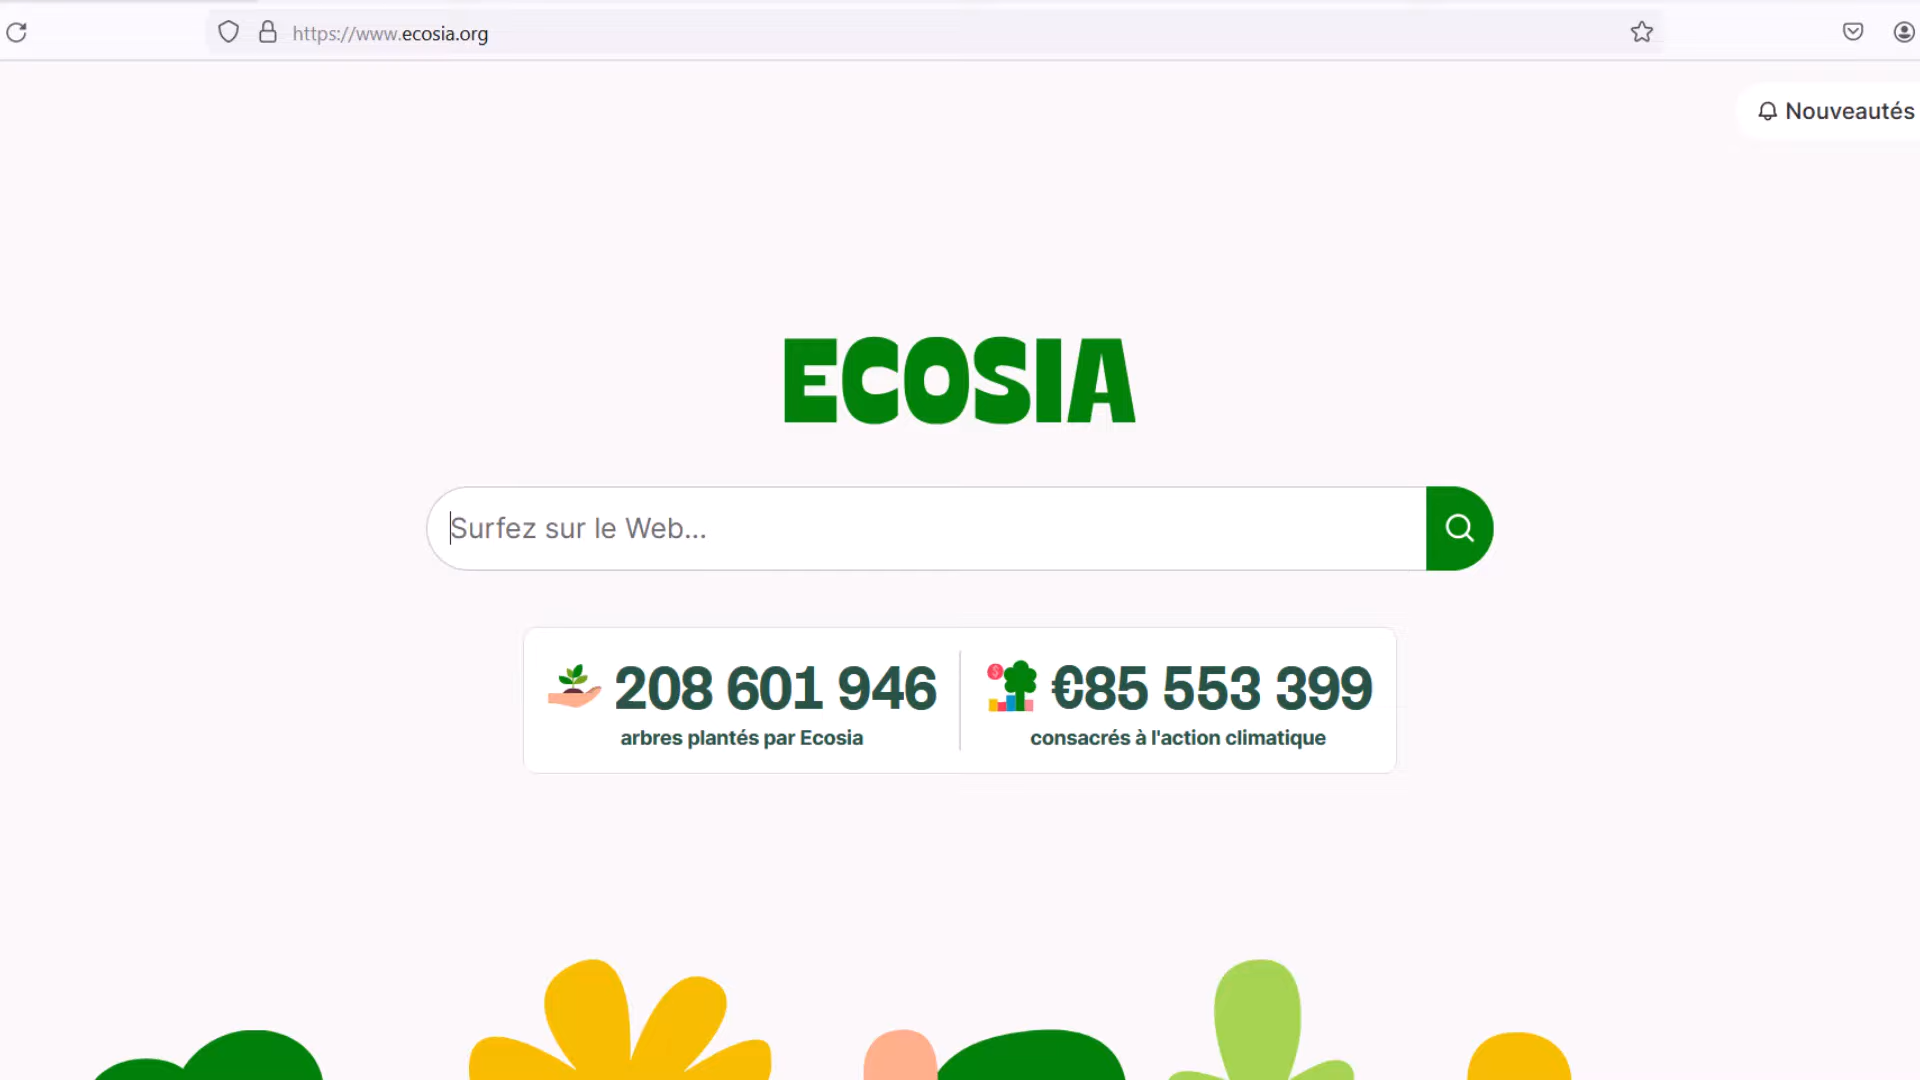 https://www.ecosia.org
Nouveautés
ECOSIA
Surfez sur le Web...
208 601 946
arbres plantés par Ecosia
€85 553 399
consacrés à l'action climatique